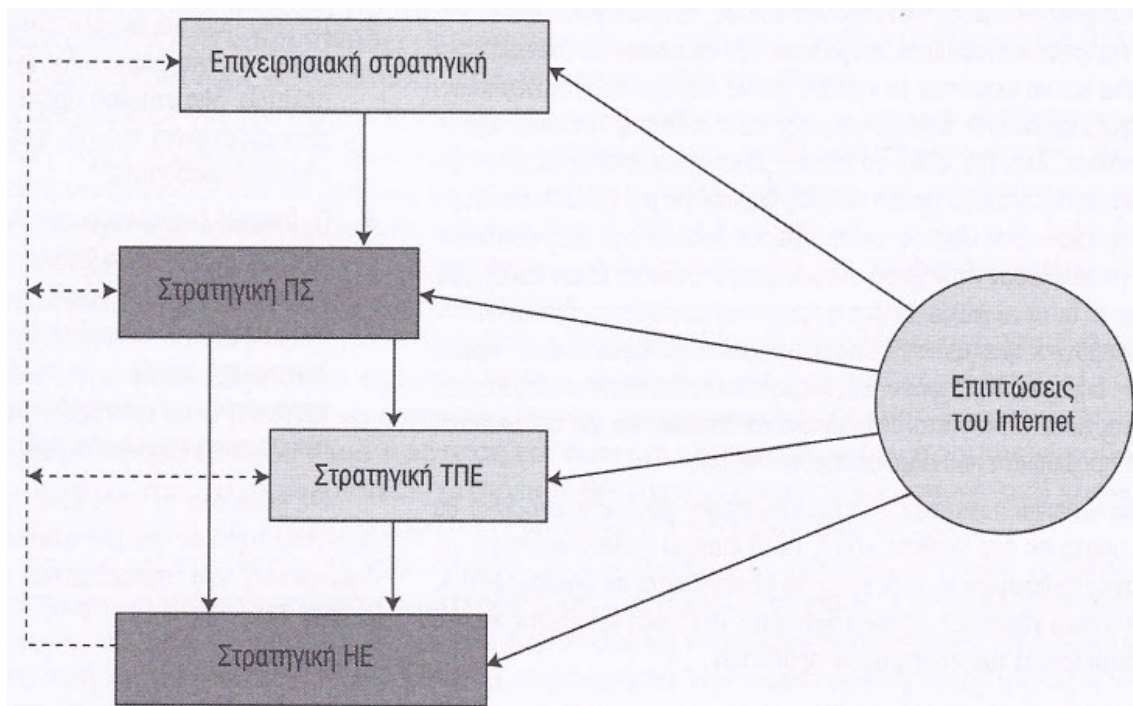 Επιχειρησιακή στρατηγική
Στρατηγική ΠΣ
Επιπτώσεις
του Internet
Στρατηγική ΤΠΕ
Στρατηγική ΗΕ